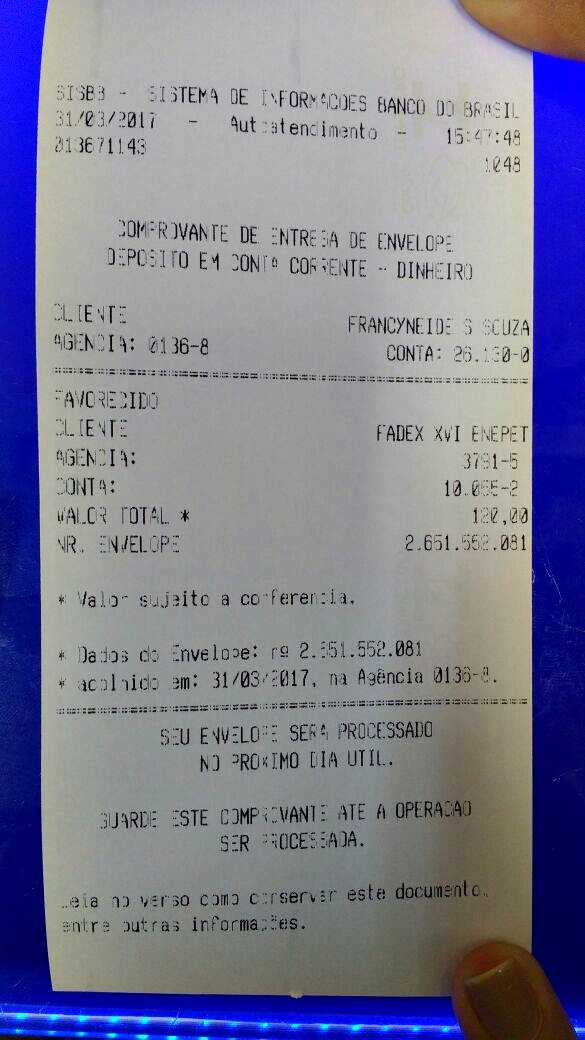 SISBB - SISTEMA DE INFORMACOES BANCO DO BRASIL
31/03/2017 - Autoatendimento - 15:47:48
013671143 1048
COMPROVANTE DE ENTREGA DE ENVELOPE
DEPOSITO EM CONTA CORRENTE - DINHEIRO
CLIENTE FRANCYNEIDE S SOUZA
AGENCIA: 0136-8 CONTA: 26.130-0
FAVORECIDO
CLIENTE FADEX XVI ENEPET
AGENCIA: 3791-5
CONTA: 10.055-2
VALOR TOTAL * 120,00
NR. ENVELOPE 2.651.552.081
* Valor sujeito a conferencia.
* Dados do Envelope: nº 2.651.552.081
* acolhido em: 31/03/2017, na Agência 0136-8.
SEU ENVELOPE SERA PROCESSADO
NO PROXIMO DIA UTIL.
GUARDE ESTE COMPROVANTE ATE A OPERACAO
SER PROCESSADA.
Leia no verso como conservar este documento,
entre outras informações.